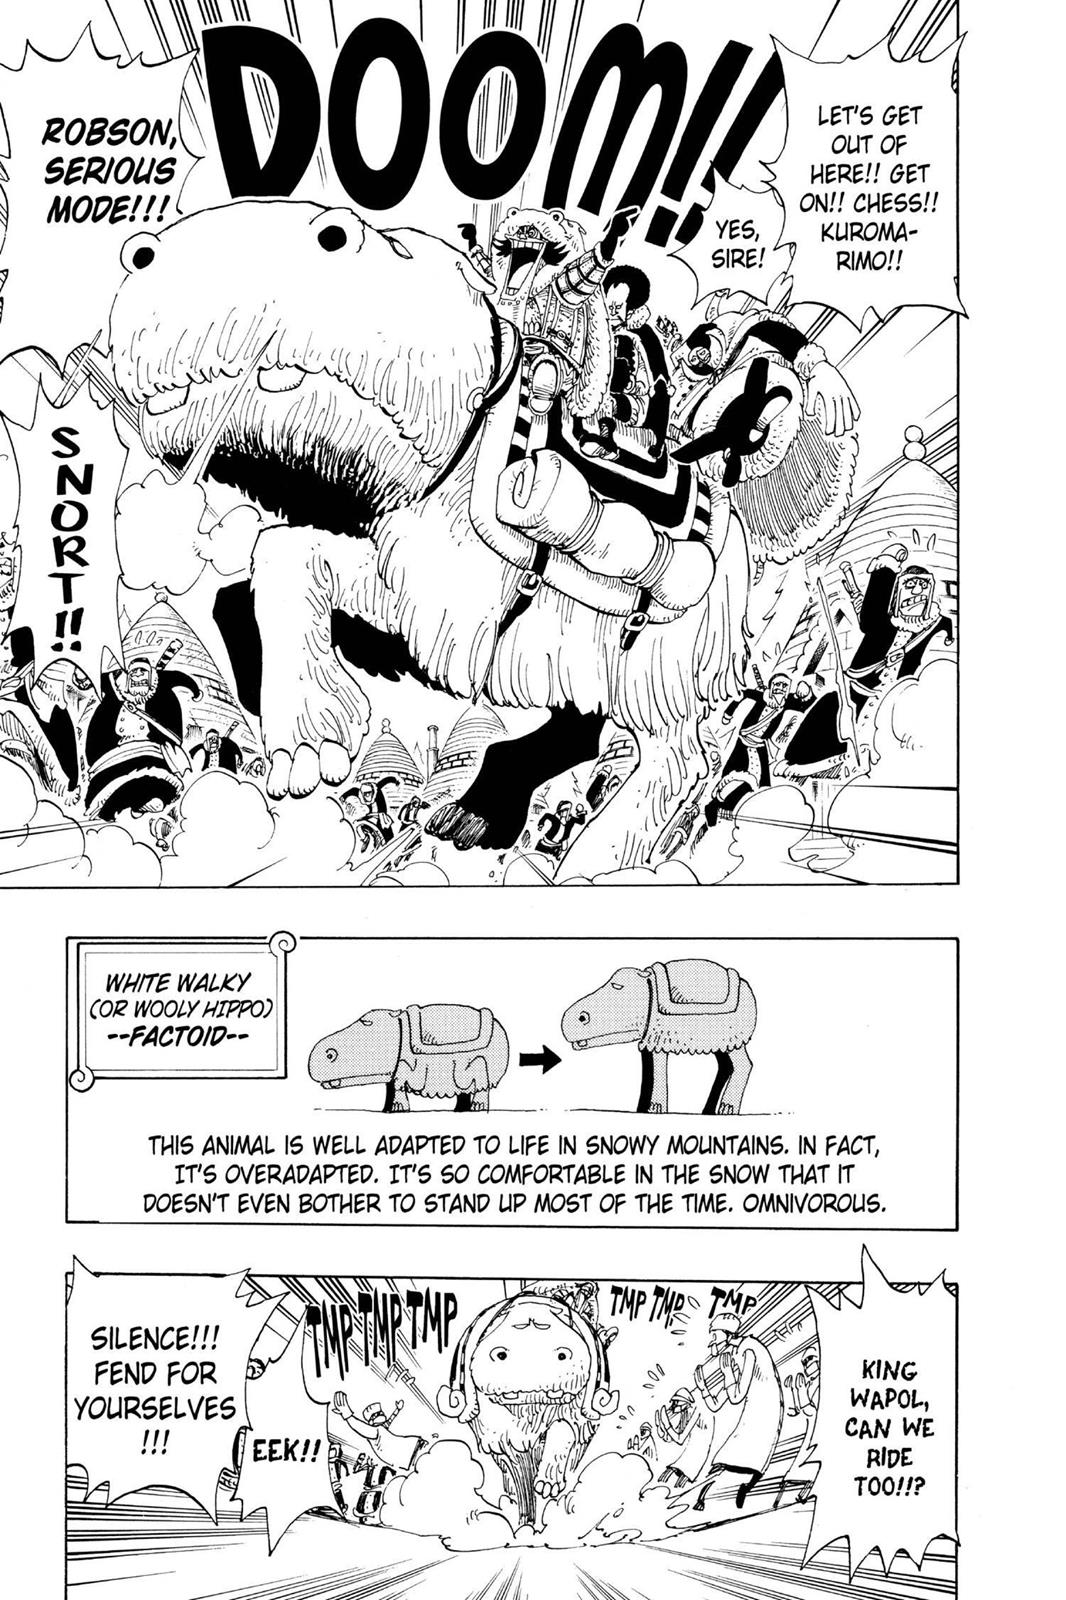 LET'S GET
OUT OF
HERE!! GET
ON!! CHESS!!
KUROMA-
RIMO!!
YES,
SIRE!
DOOM!!
ROBSON,
SERIOUS
MODE!!!
SNORT!!
WHITE WALKY
(OR WOOLY HIPPO)
--FACTOID--
THIS ANIMAL IS WELL ADAPTED TO LIFE IN SNOWY MOUNTAINS. IN FACT,
IT'S OVERADAPTED. IT'S SO COMFORTABLE IN THE SNOW THAT IT
DOESN'T EVEN BOTHER TO STAND UP MOST OF THE TIME. OMNIVOROUS.
KING
WAPOL,
CAN WE
RIDE
TOO!!?
TMP TMP TMP
TMP TMP TMP
EEK!!
SILENCE!!!
FEND FOR
YOURSELVES
!!!